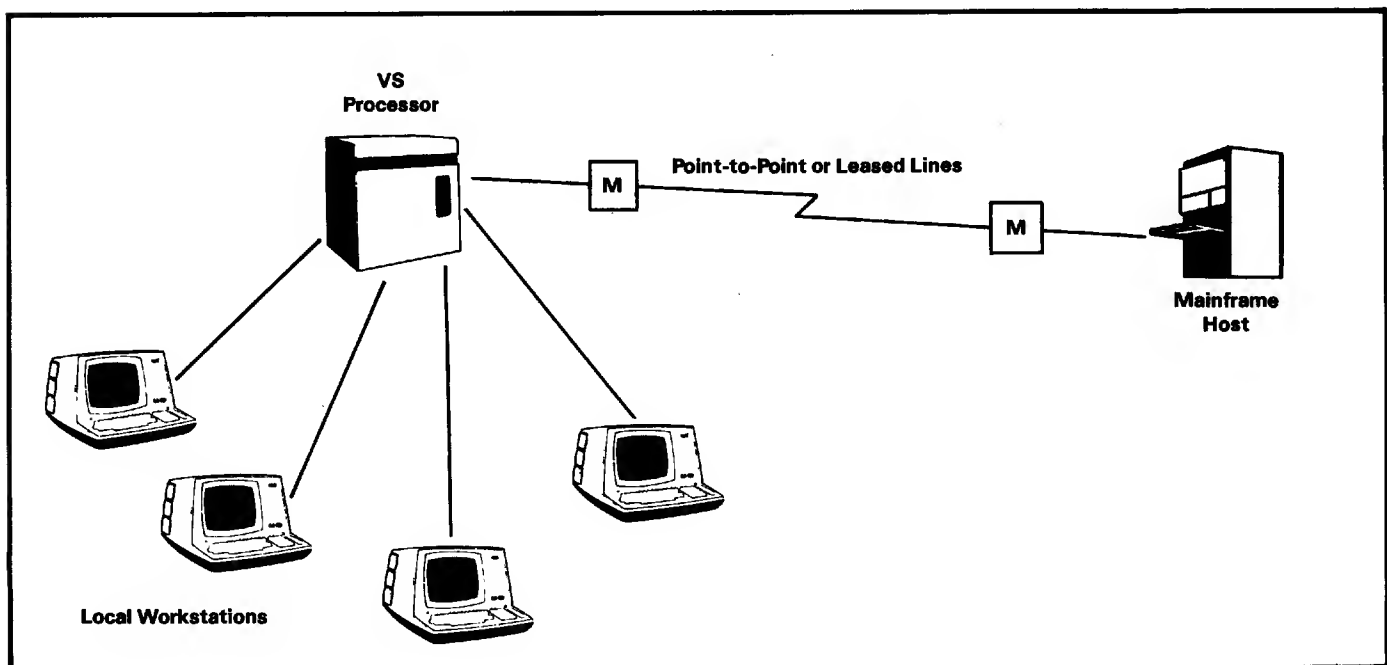 VS
Processor
M
Point-to-Point or Leased Lines
M
Mainframe
Host
Local Workstations